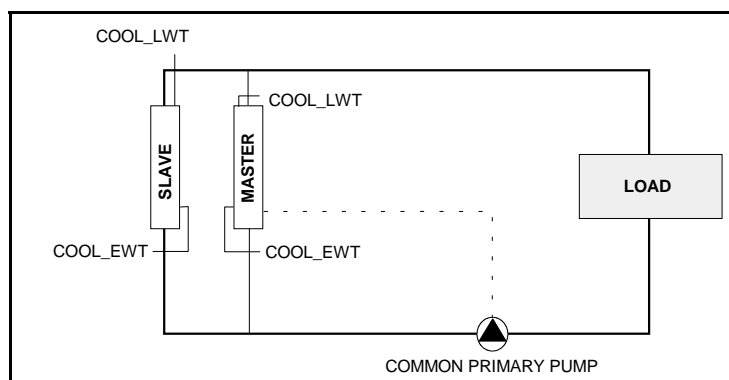 COOL_LWT
COOL_LWT
SLAVE
MASTER
LOAD
COOL_EWT
COOL_EWT
COMMON PRIMARY PUMP